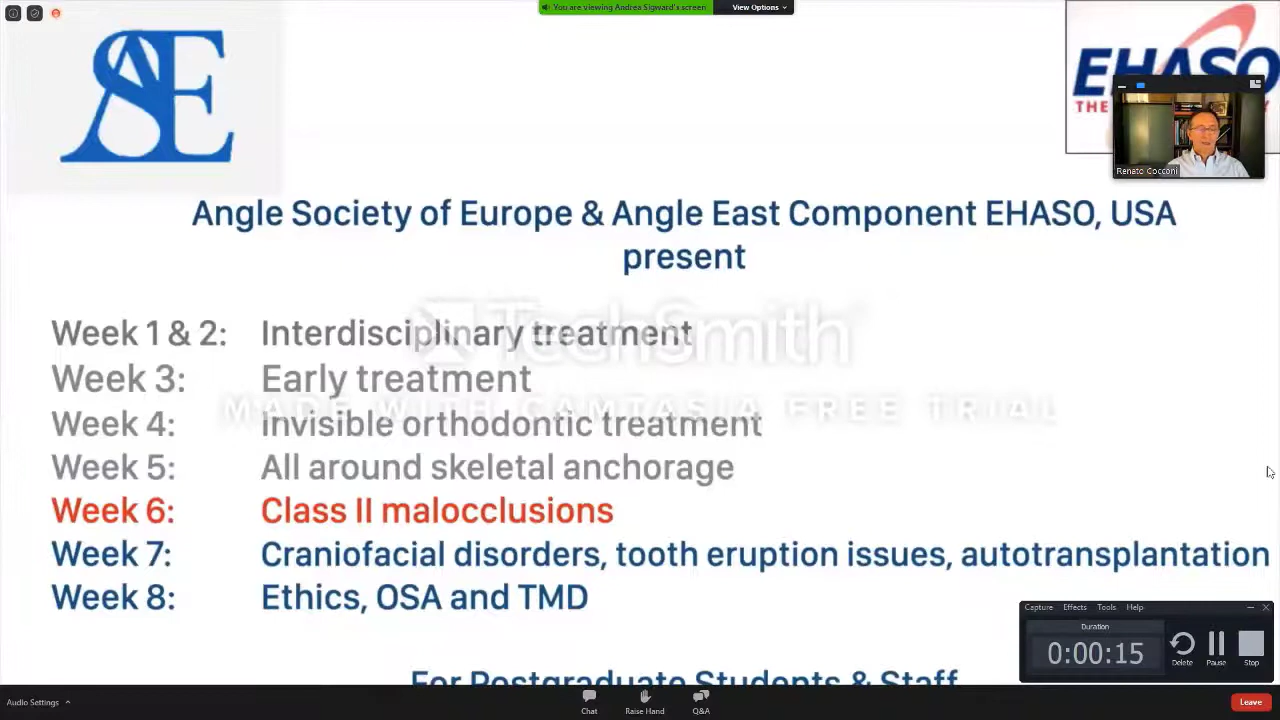 You are viewing Andrea Sigward's screen
View Options
ASE
EHASO
THE
Renato Cocconi
Angle Society of Europe & Angle East Component EHASO, USA
present
Week 1 & 2: Interdisciplinary treatment
Week 3: Early treatment
Week 4: Invisible orthodontic treatment
Week 5: All around skeletal anchorage
Week 6: Class II malocclusions
Week 7: Craniofacial disorders, tooth eruption issues, autotransplantation
Week 8: Ethics, OSA and TMD
For Postgraduate Students & Staff
TechSmith
MADE WITH CAMTASIA FREE TRIAL
Capture Effects Tools Help
Duration
0:00:15
Delete Pause Stop
Audio Settings
Chat Raise Hand Q&A
Leave